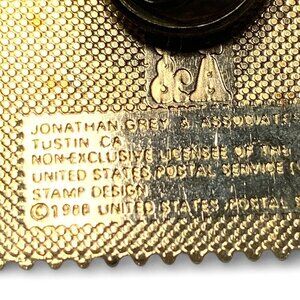 &A
JONATHAN GREY & ASSOCIATES
TUSTIN CA
NON-EXCLUSIVE LICENSEE OF THE
UNITED STATES POSTAL SERVICE
STAMP DESIGN
©1988 UNITED STATES POSTAL